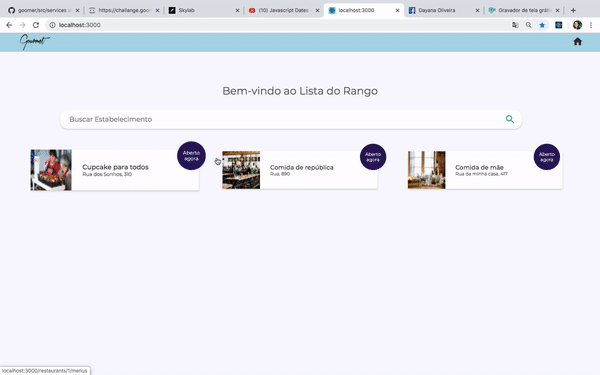 goomer/src/services at
https://challange.goo
Skylab
(10) Javascript Dates
localhost:3000
Dayana Oliveira
Gravador de tela grát
localhost:3000
Gourmet
Bem-vindo ao Lista do Rango
Buscar Estabelecimento
Aberto
agora
Cupcake para todos
Rua dos Sonhos, 310
Aberto
agora
Comida de república
Rua, 890
Aberto
agora
Comida de mãe
Rua da minha casa, 417
localhost:3000/restaurants/1/menus